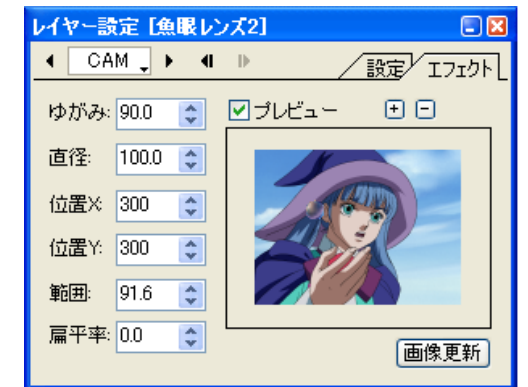 レイヤー設定 [魚眼レンズ2]
CAM 設定 エフェクト
ゆがみ: 90.0 プレビュー
直径: 100.0
位置X: 300
位置Y: 300
範囲: 91.6
扁平率: 0.0
画像更新